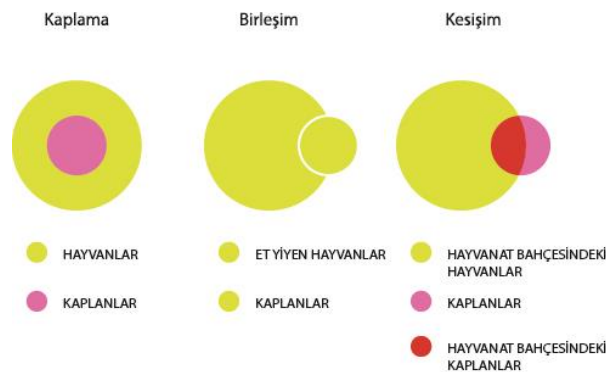 Kaplama
Birleşim
Kesişim
HAYVANLAR
KAPLANLAR
ET YİYEN HAYVANLAR
KAPLANLAR
HAYVANAT BAHÇESİNDEKİ
HAYVANLAR
KAPLANLAR
HAYVANAT BAHÇESİNDEKİ
KAPLANLAR